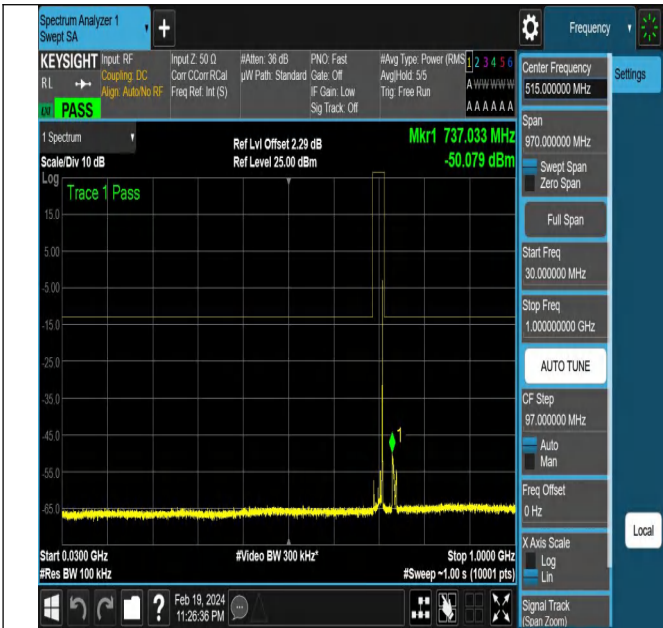 Spectrum Analyzer 1
Swept SA
+
Frequency
KEYSIGHT
RL
PASS
Input: RF
Coupling: DC
Align: Auto/No RF
Input Z: 50 Ω
Corr CCorr RCal
Freq Ref: Int (S)
#Atten: 36 dB
µW Path: Standard
PNO: Fast
Gate: Off
IF Gain: Low
Sig Track: Off
#Avg Type: Power (RMS
Avg|Hold: 5/5
Trig: Free Run
1 2 3 4 5 6
A W W W W W
A A A A A A
1 Spectrum
Scale/Div 10 dB
Ref Lvl Offset 2.29 dB
Ref Level 25.00 dBm
Mkr1 737.033 MHz
-50.079 dBm
Log
Trace 1 Pass
15.0
5.00
-5.00
-15.0
-25.0
-35.0
-45.0
-55.0
-65.0
1
Start 0.0300 GHz
#Res BW 100 kHz
#Video BW 300 kHz*
Stop 1.0000 GHz
#Sweep ~1.00 s (10001 pts)
?
Feb 19, 2024
11:26:36 PM
Center Frequency
515.000000 MHz
Span
970.000000 MHz
Swept Span
Zero Span
Full Span
Start Freq
30.000000 MHz
Stop Freq
1.000000000 GHz
AUTO TUNE
CF Step
97.000000 MHz
Auto
Man
Freq Offset
0 Hz
X Axis Scale
Log
Lin
Signal Track
(Span Zoom)
Settings
Local